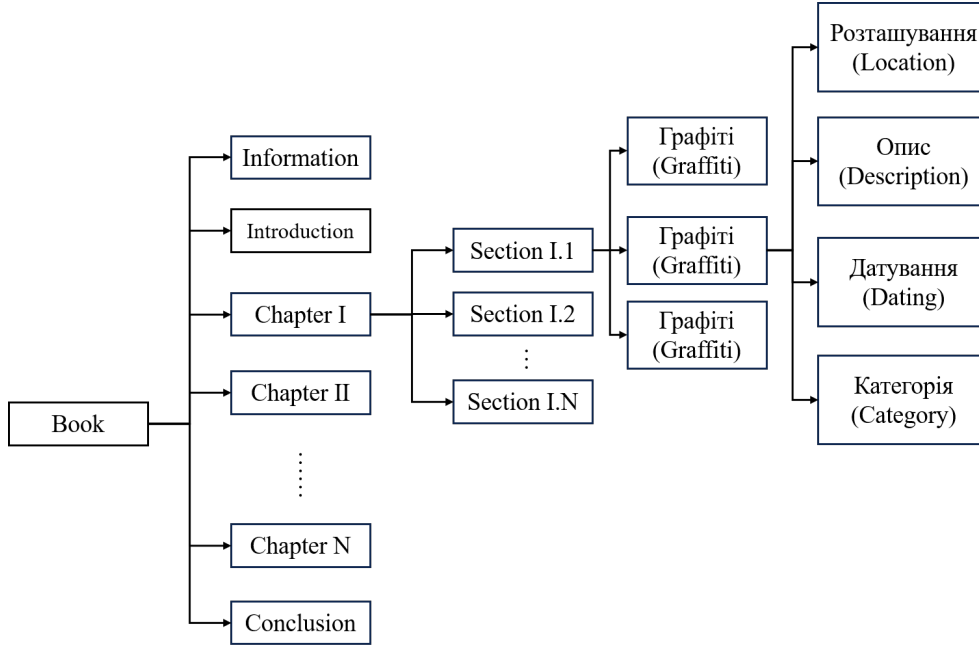 Book
Information
Introduction
Chapter I
Chapter II
Chapter N
Conclusion
Section I.1
Section I.2
Section I.N
Графіті
(Graffiti)
Графіті
(Graffiti)
Графіті
(Graffiti)
Розташування
(Location)
Опис
(Description)
Датування
(Dating)
Категорія
(Category)